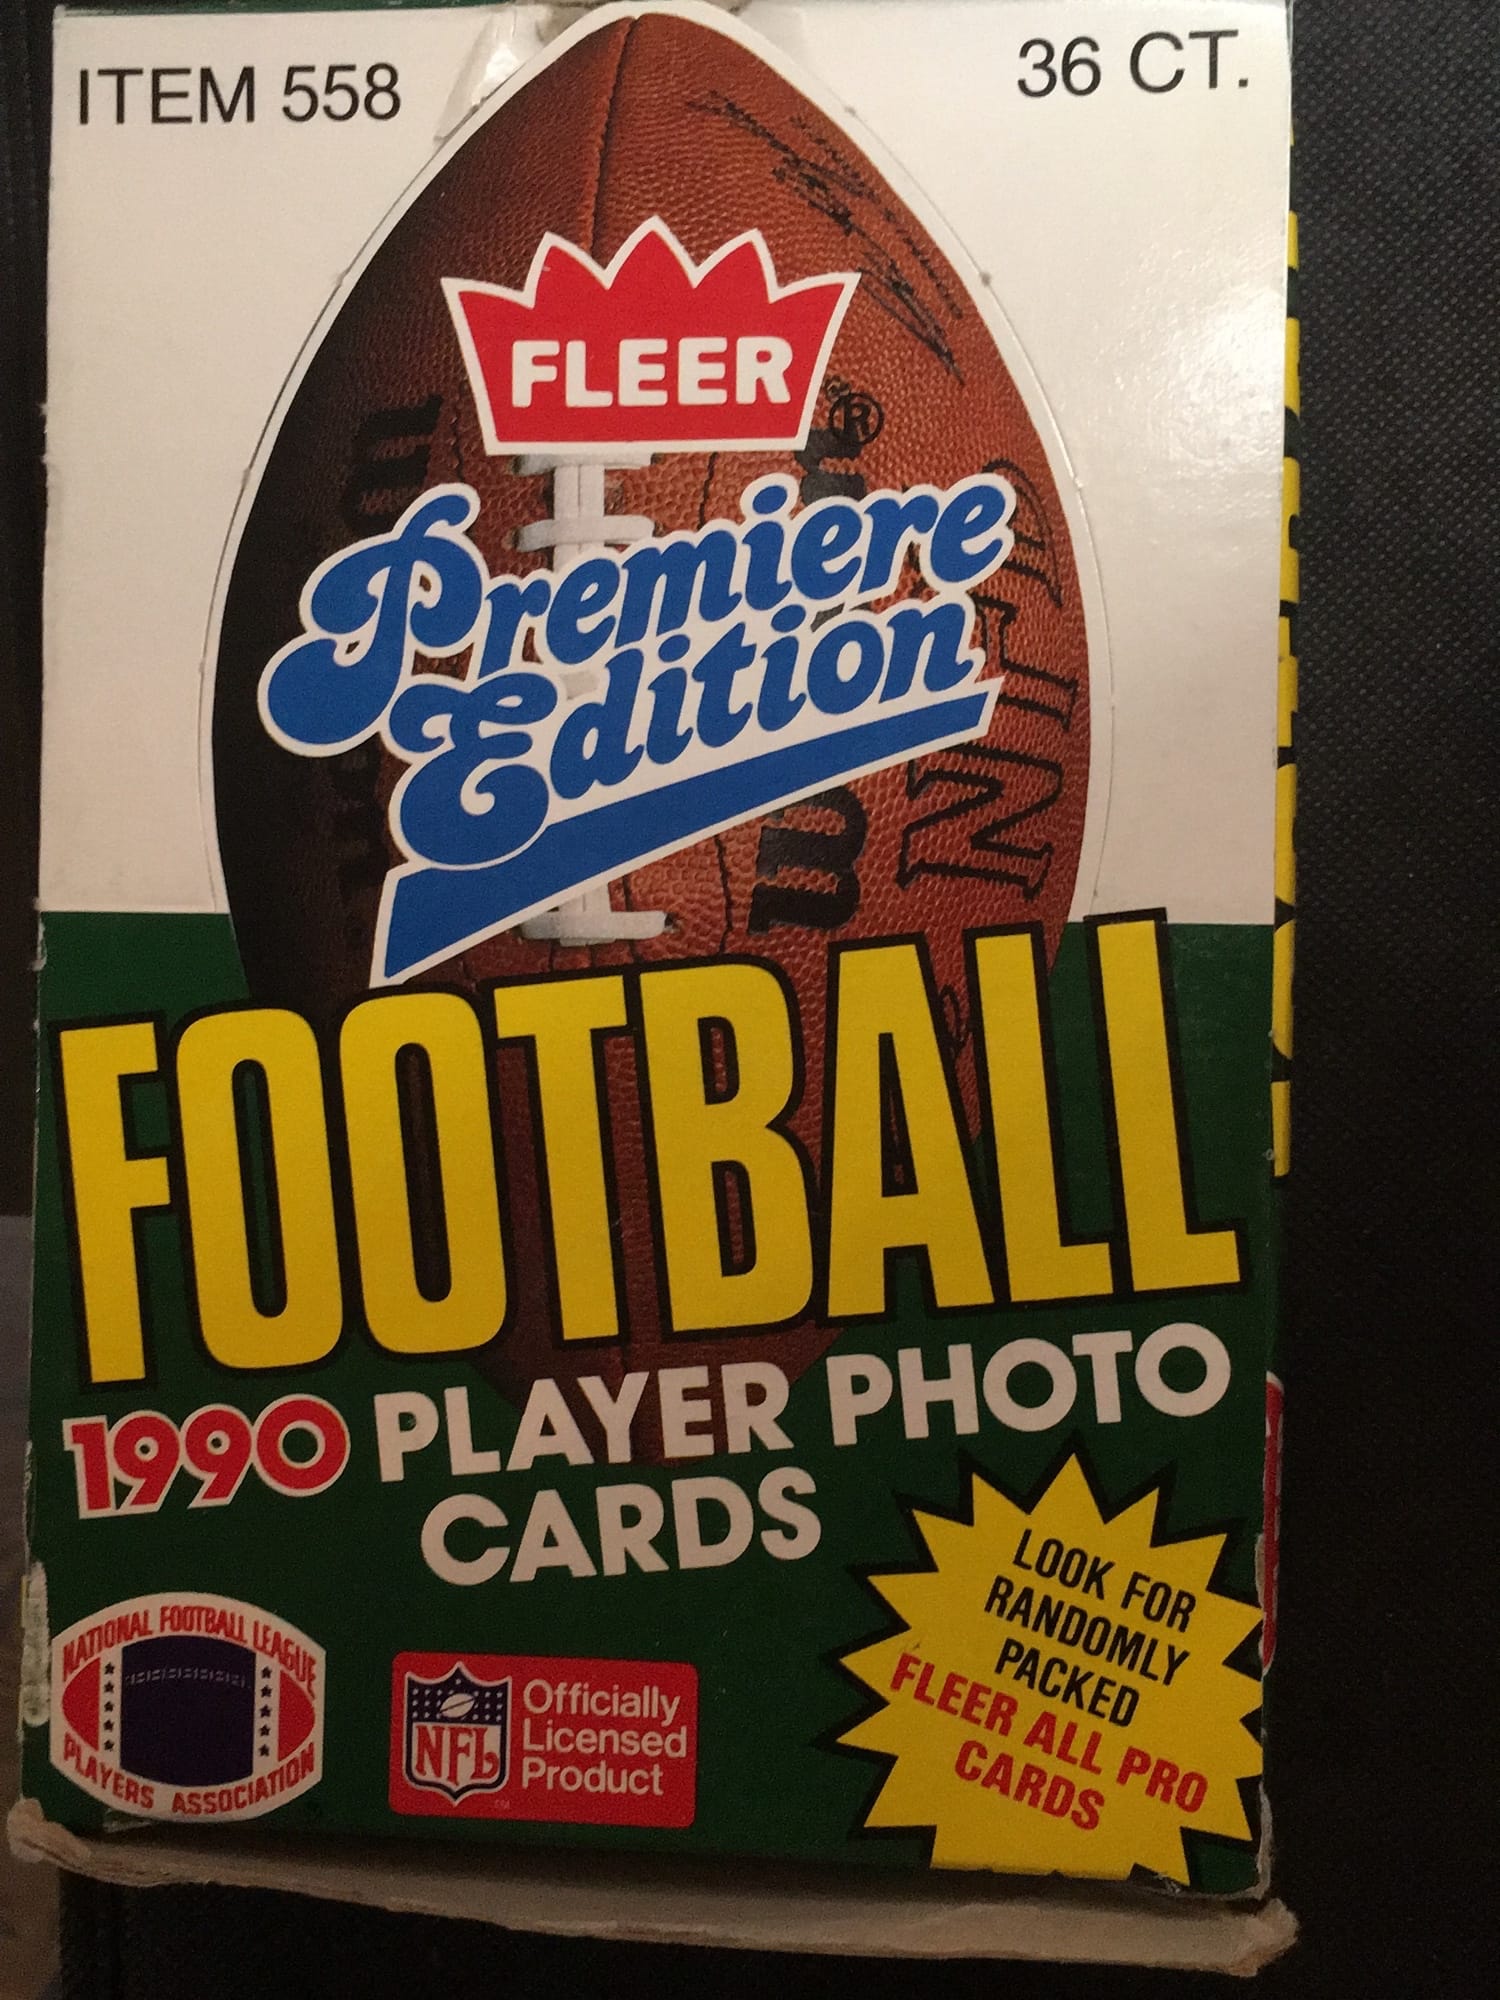 ITEM 558
36 CT.
FLEER
®
Premiere
Edition
FOOTBALL
1990 PLAYER PHOTO
CARDS
LOOK FOR
RANDOMLY
PACKED
FLEER ALL PRO
CARDS
NATIONAL FOOTBALL LEAGUE
PLAYERS ASSOCIATION
NFL
Officially
Licensed
Product